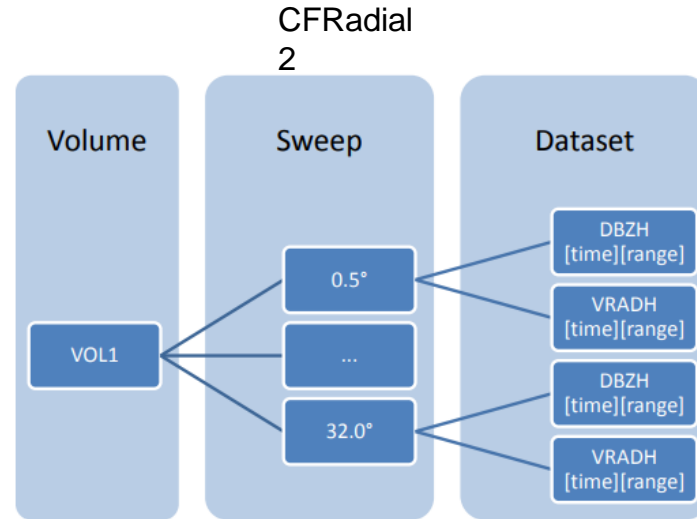 CFRadial
2
Volume
Sweep
Dataset
VOL1
0.5°
...
32.0°
DBZH
[time][range]
VRADH
[time][range]
DBZH
[time][range]
VRADH
[time][range]